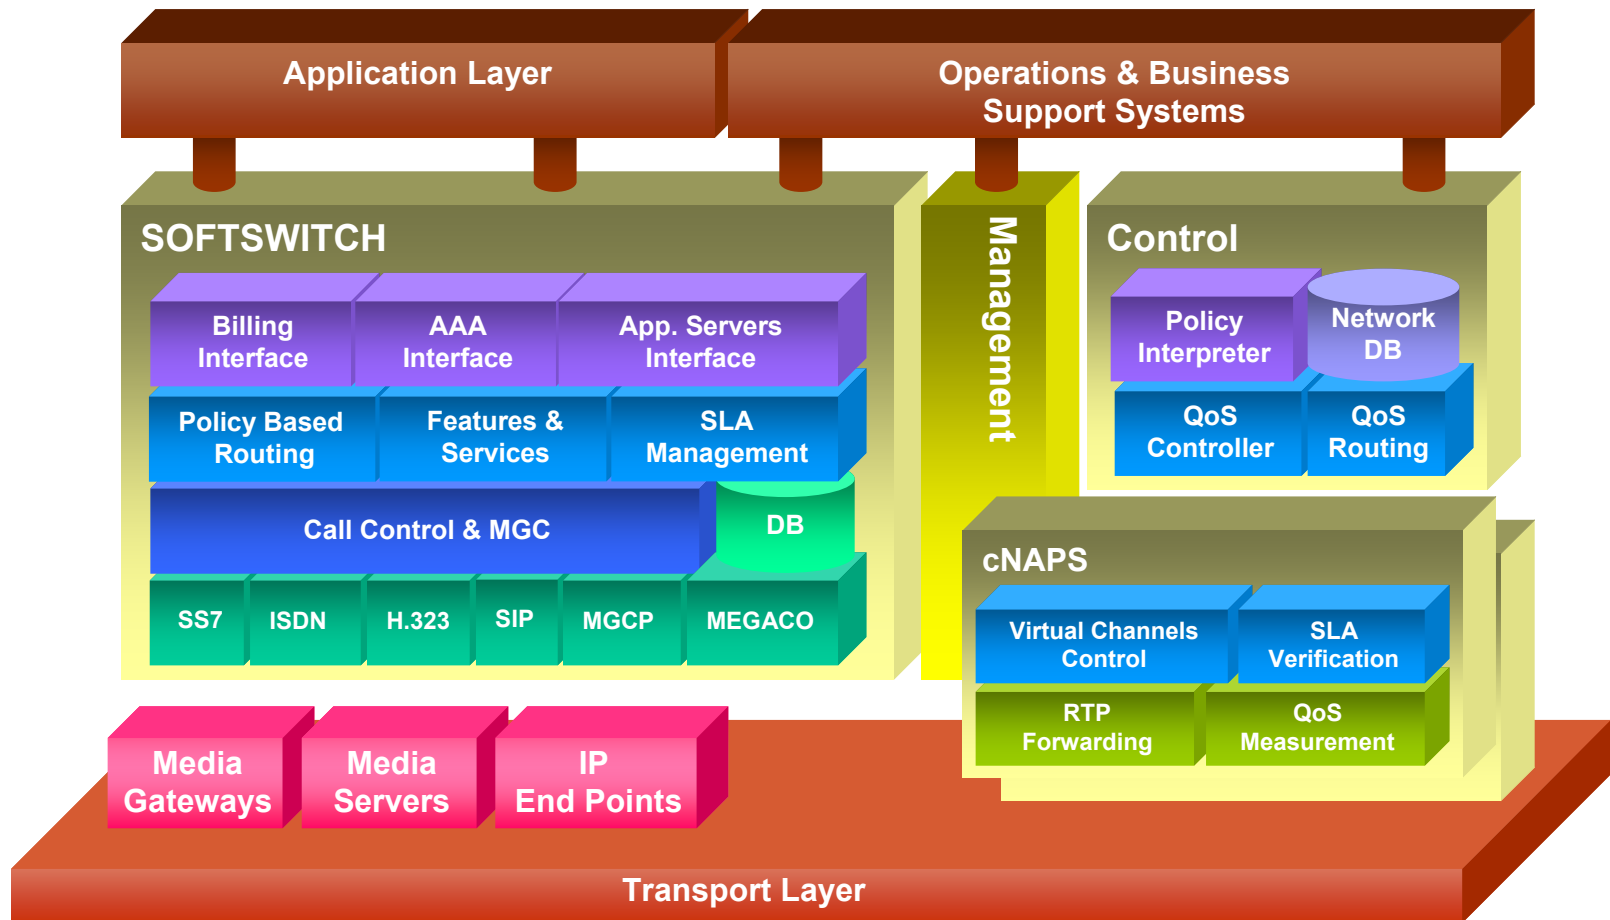 Application Layer
Operations & Business
Support Systems
SOFTSWITCH
Billing
Interface
AAA
Interface
App. Servers
Interface
Policy Based
Routing
Features &
Services
SLA
Management
Call Control & MGC
DB
SS7
ISDN
H.323
SIP
MGCP
MEGACO
Management
Control
Policy
Interpreter
Network
DB
QoS
Controller
QoS
Routing
cNAPS
Virtual Channels
Control
SLA
Verification
RTP
Forwarding
QoS
Measurement
Media
Gateways
Media
Servers
IP
End Points
Transport Layer